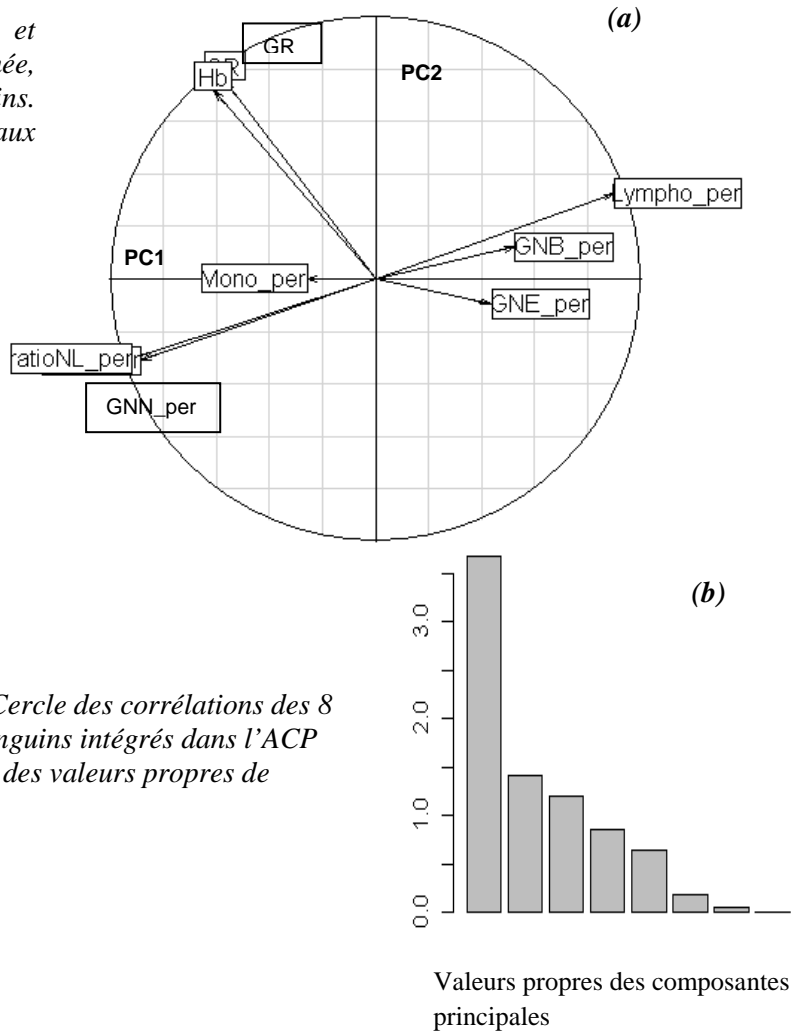 et
ée,
ins.
aux
(a)
GR
GR
Hb
PC2
Lympho_per
GNB_per
PC1
Mono_per
GNE_per
ratioNL_per
GNN_per
(b)
3.0
2.0
1.0
0.0
Cercle des corrélations des 8
nguins intégrés dans l'ACP
des valeurs propres de
Valeurs propres des composantes
principales